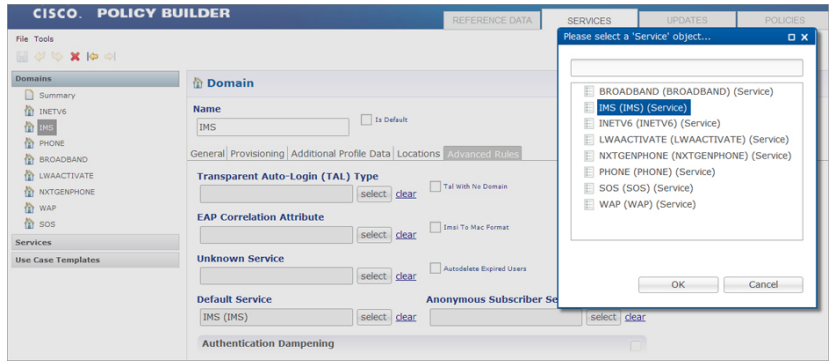 CISCO. POLICY BUILDER
REFERENCE DATA
SERVICES
UPDATES
POLICIES
File Tools
Domains
Summary
INETV6
IMS
PHONE
BROADBAND
LWAACTIVATE
NXTGENPHONE
WAP
SOS
Services
Use Case Templates
Domain
Name
IMS
Is Default
General
Provisioning
Additional Profile Data
Locations
Advanced Rules
Transparent Auto-Login (TAL) Type
select clear
Tal With No Domain
EAP Correlation Attribute
select clear
Imsi To Mac Format
Unknown Service
select clear
Autodelete Expired Users
Default Service
IMS (IMS)
select clear
Anonymous Subscriber Se
select clear
Authentication Dampening
Please select a 'Service' object...
BROADBAND (BROADBAND) (Service)
IMS (IMS) (Service)
INETV6 (INETV6) (Service)
LWAACTIVATE (LWAACTIVATE) (Service)
NXTGENPHONE (NXTGENPHONE) (Service)
PHONE (PHONE) (Service)
SOS (SOS) (Service)
WAP (WAP) (Service)
OK
Cancel